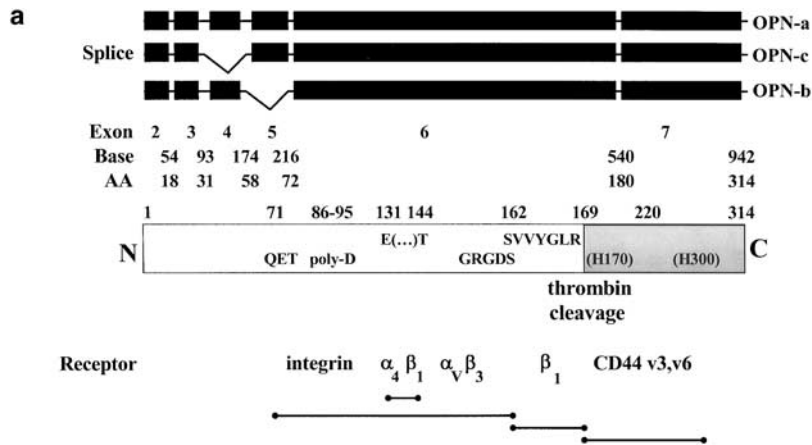 a
OPN-a
Splice OPN-c
OPN-b
Exon 2 3 4 5 6 7
Base 54 93 174 216 540 942
AA 18 31 58 72 180 314
1 71 86-95 131 144 162 169 220 314
E(...)T SVVYGLR
N QET poly-D GRGDS (H170) (H300) C
thrombin
cleavage
Receptor integrin α4 β1 αV β3 β1 CD44 v3,v6